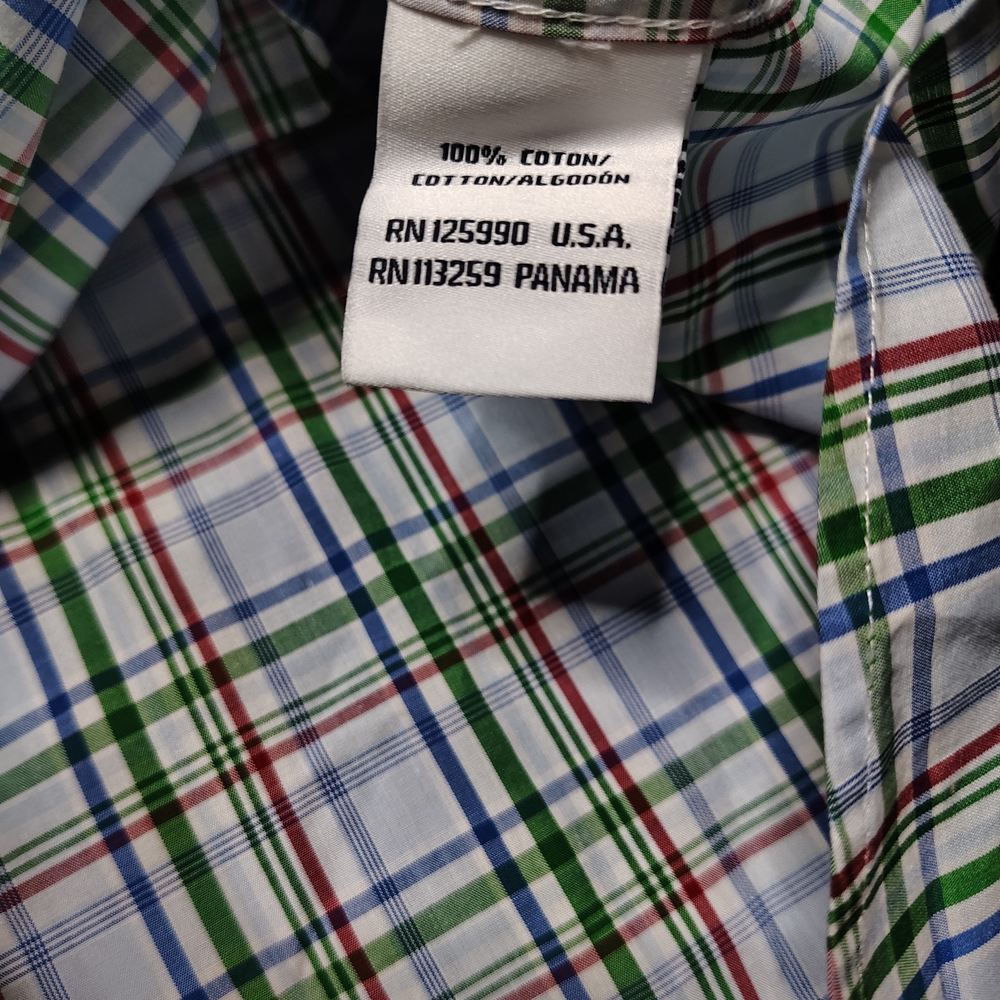 100% COTON/
COTTON/ALGODÓN
RN 125990 U.S.A.
RN 113259 PANAMA